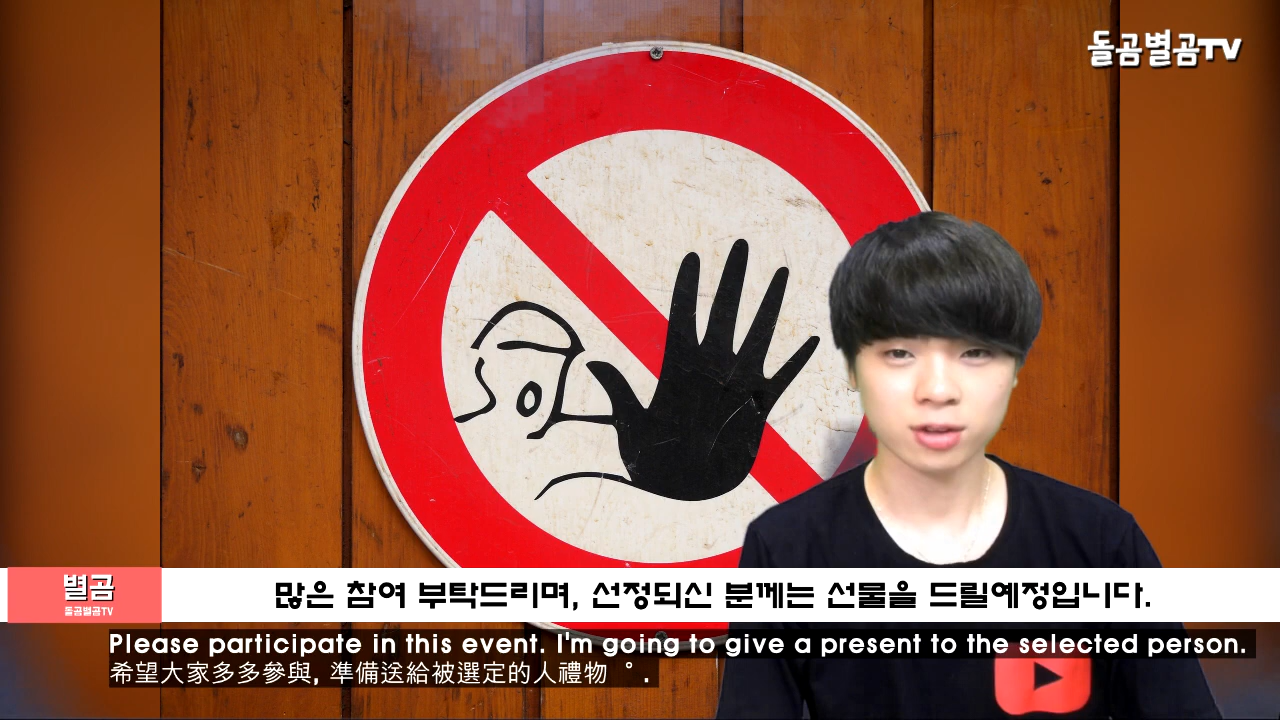 돌곰별곰TV
별곰
돌곰별곰TV
많은 참여 부탁드리며, 선정되신 분께는 선물을 드릴예정입니다.
Please participate in this event. I'm going to give a present to the selected person.
希望大家多多參與, 準備送給被選定的人禮物 ° .